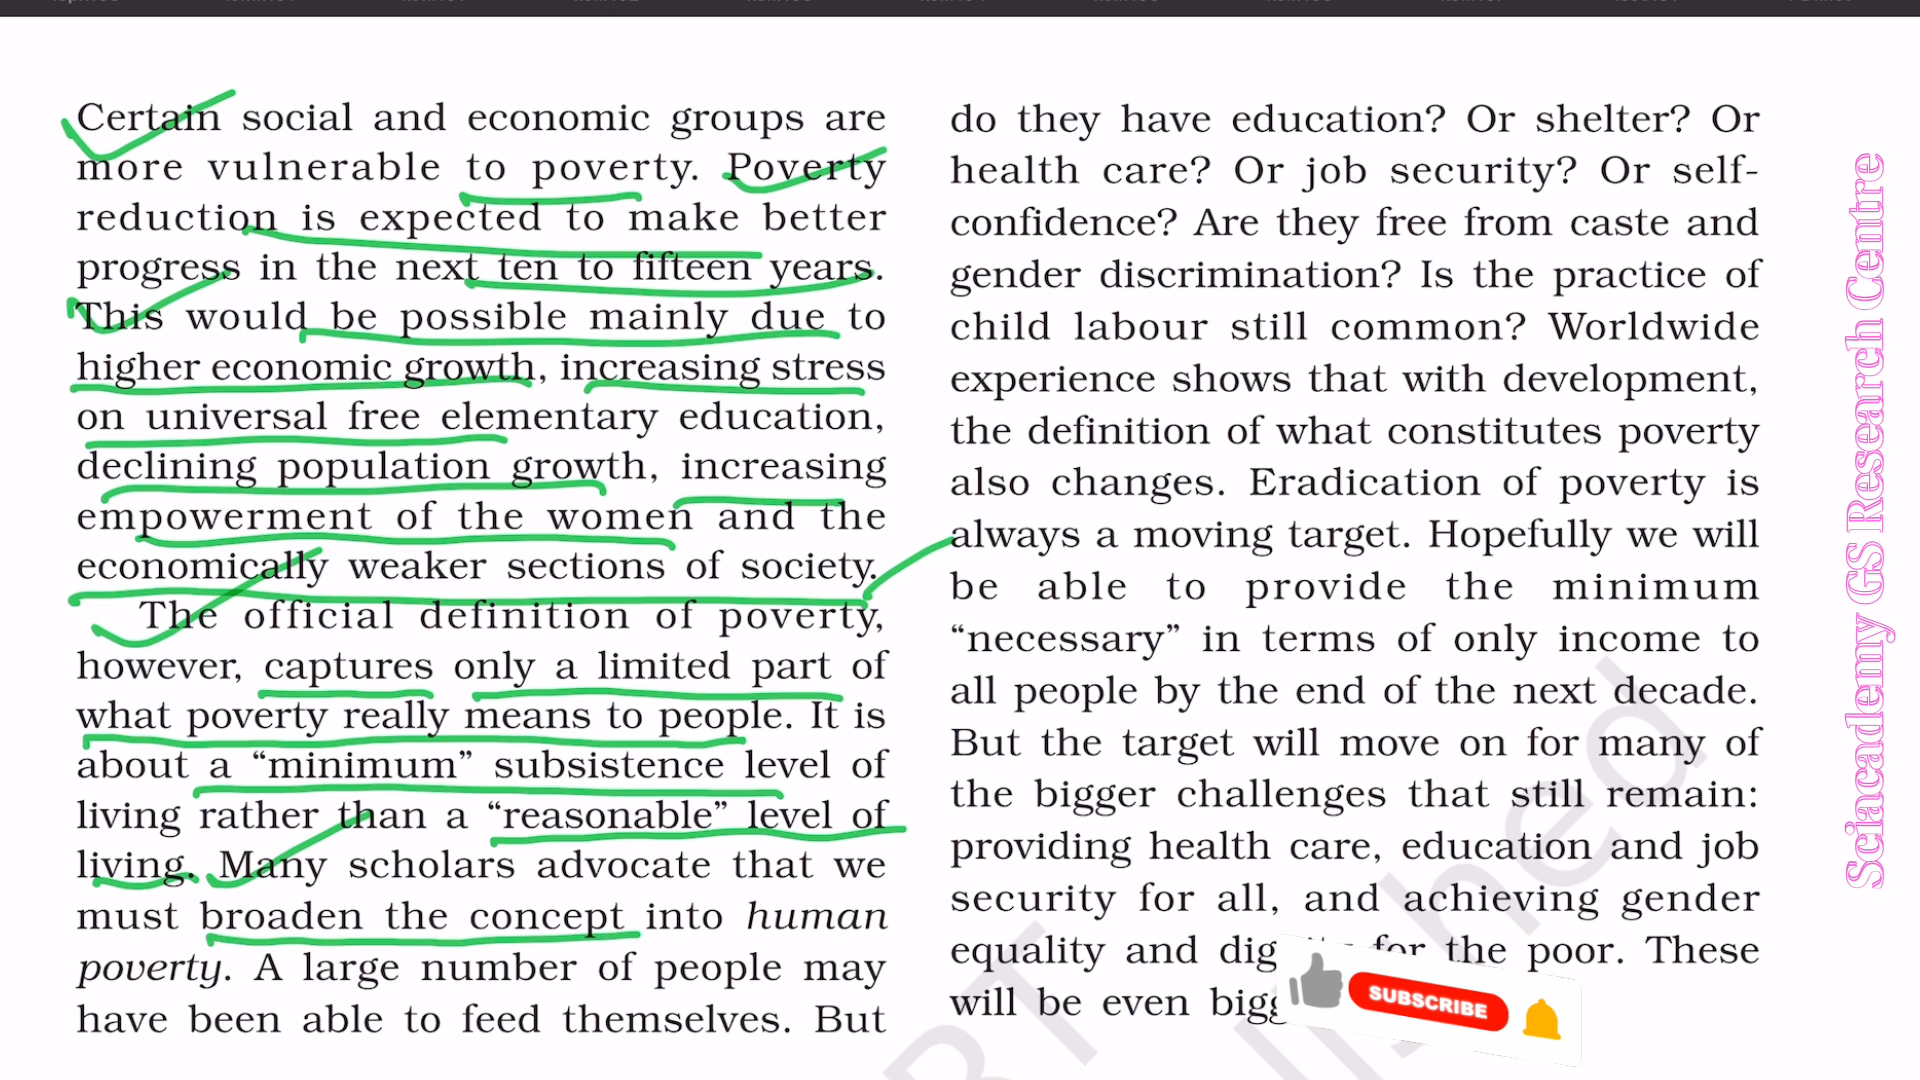 Certain social and economic groups are
more vulnerable to poverty. Poverty
reduction is expected to make better
progress in the next ten to fifteen years.
This would be possible mainly due to
higher economic growth, increasing stress
on universal free elementary education,
declining population growth, increasing
empowerment of the women and the
economically weaker sections of society.
The official definition of poverty,
however, captures only a limited part of
what poverty really means to people. It is
about a “minimum” subsistence level of
living rather than a “reasonable” level of
living. Many scholars advocate that we
must broaden the concept into human
poverty. A large number of people may
have been able to feed themselves. But
do they have education? Or shelter? Or
health care? Or job security? Or self-
confidence? Are they free from caste and
gender discrimination? Is the practice of
child labour still common? Worldwide
experience shows that with development,
the definition of what constitutes poverty
also changes. Eradication of poverty is
always a moving target. Hopefully we will
be able to provide the minimum
“necessary” in terms of only income to
all people by the end of the next decade.
But the target will move on for many of
the bigger challenges that still remain:
providing health care, education and job
security for all, and achieving gender
equality and for the poor. These
will be even
SUBSCRIBE
Sciacademy GS Research Centre